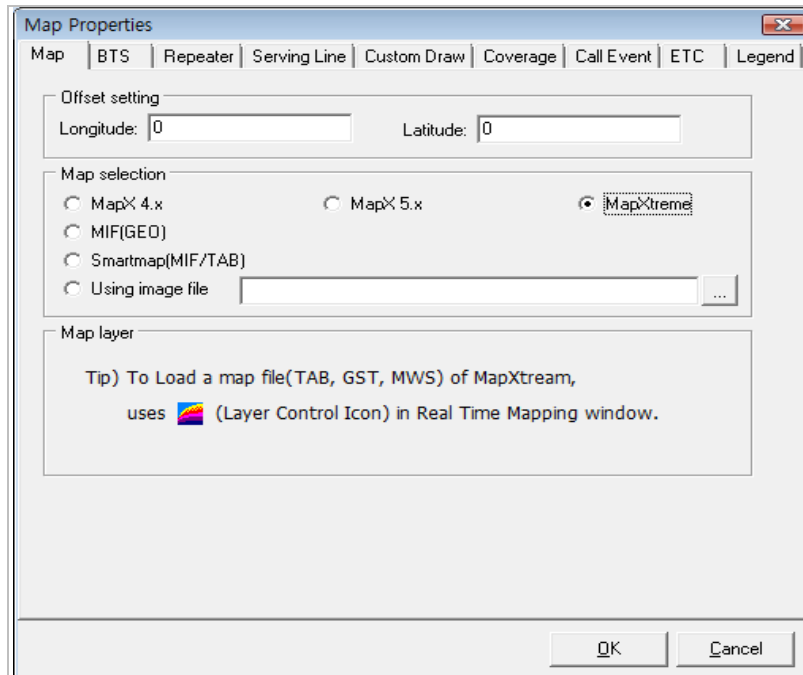 Map Properties
Map BTS Repeater Serving Line Custom Draw Coverage Call Event ETC Legend
Offset setting
Longitude: 0 Latitude: 0
Map selection
MapX 4.x MapX 5.x MapXtreme
MIF(GEO)
Smartmap(MIF/TAB)
Using image file ...
Map layer
Tip) To Load a map file(TAB, GST, MWS) of MapXtream,
uses (Layer Control Icon) in Real Time Mapping window.
OK Cancel